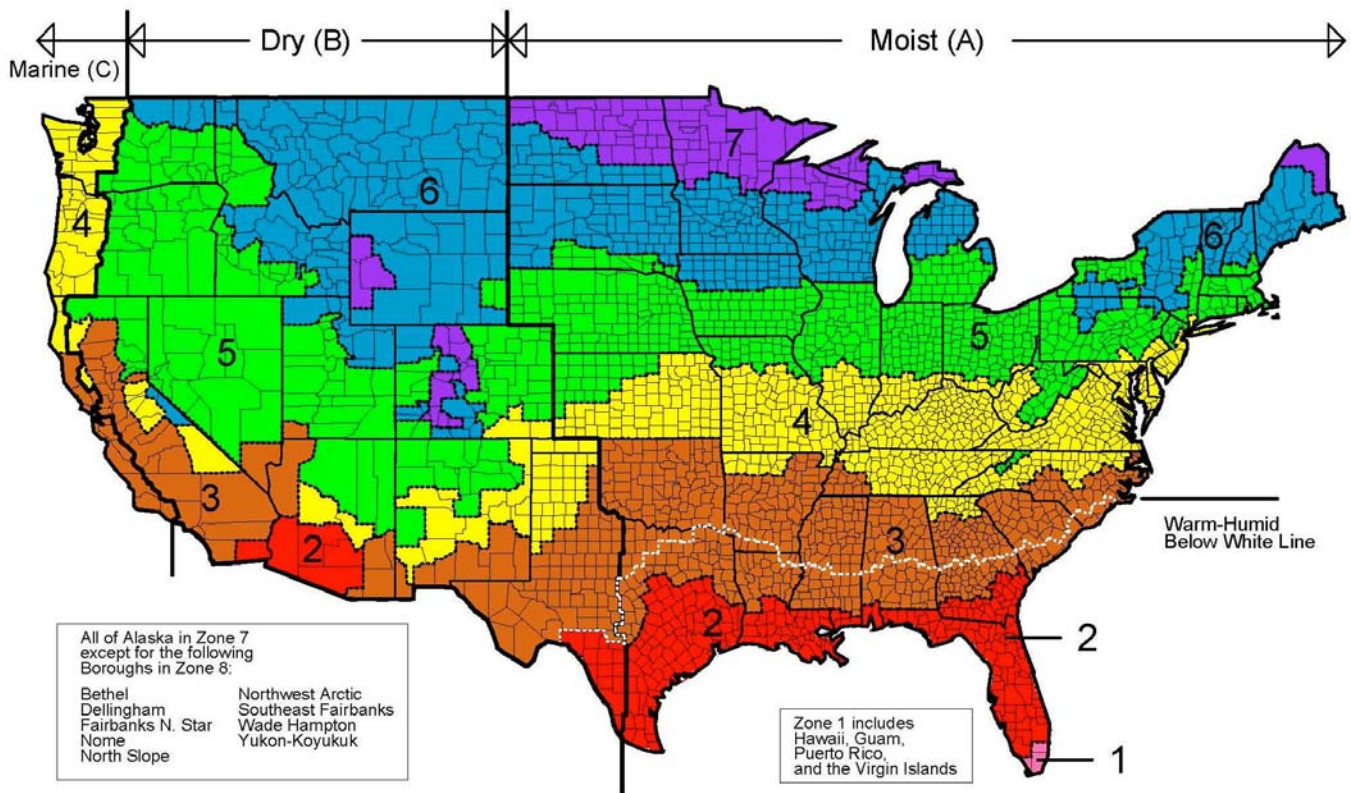 Dry (B)
Moist (A)
Marine (C)
7
6
4
6
5
5
4
3
3
2
2
2
1
Warm-Humid
Below White Line
All of Alaska in Zone 7
except for the following
Boroughs in Zone 8:
Bethel Northwest Arctic
Dellingham Southeast Fairbanks
Fairbanks N. Star Wade Hampton
Nome Yukon-Koyukuk
North Slope
Zone 1 includes
Hawaii, Guam,
Puerto Rico,
and the Virgin Islands